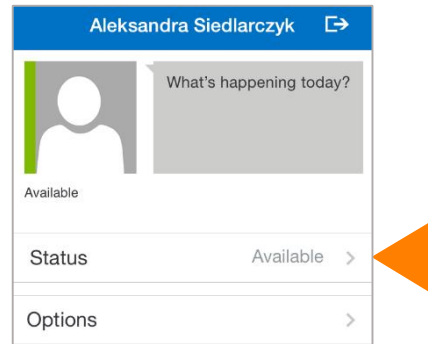 Aleksandra Siedlarczyk
What's happening today?
Available
Status Available
Options